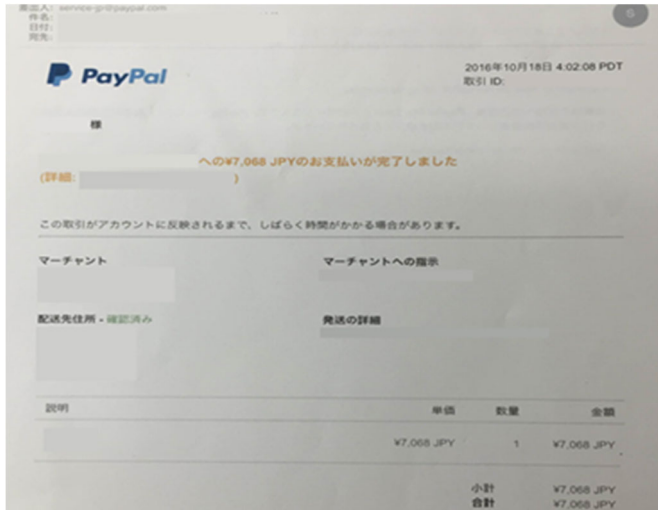 差出人: service-jp@paypal.com
件名:
日付:
宛先:
S
PayPal
2016年10月18日 4:02:08 PDT
取引 ID:
様
への¥7,068 JPYのお支払いが完了しました
(詳細: )
この取引がアカウントに反映されるまで、しばらく時間がかかる場合があります。
マーチャント
マーチャントへの指示
配送先住所 - 確認済み
発送の詳細
説明 単価 数量 金額
¥7,068 JPY 1 ¥7,068 JPY
小計 ¥7,068 JPY
合計 ¥7,068 JPY